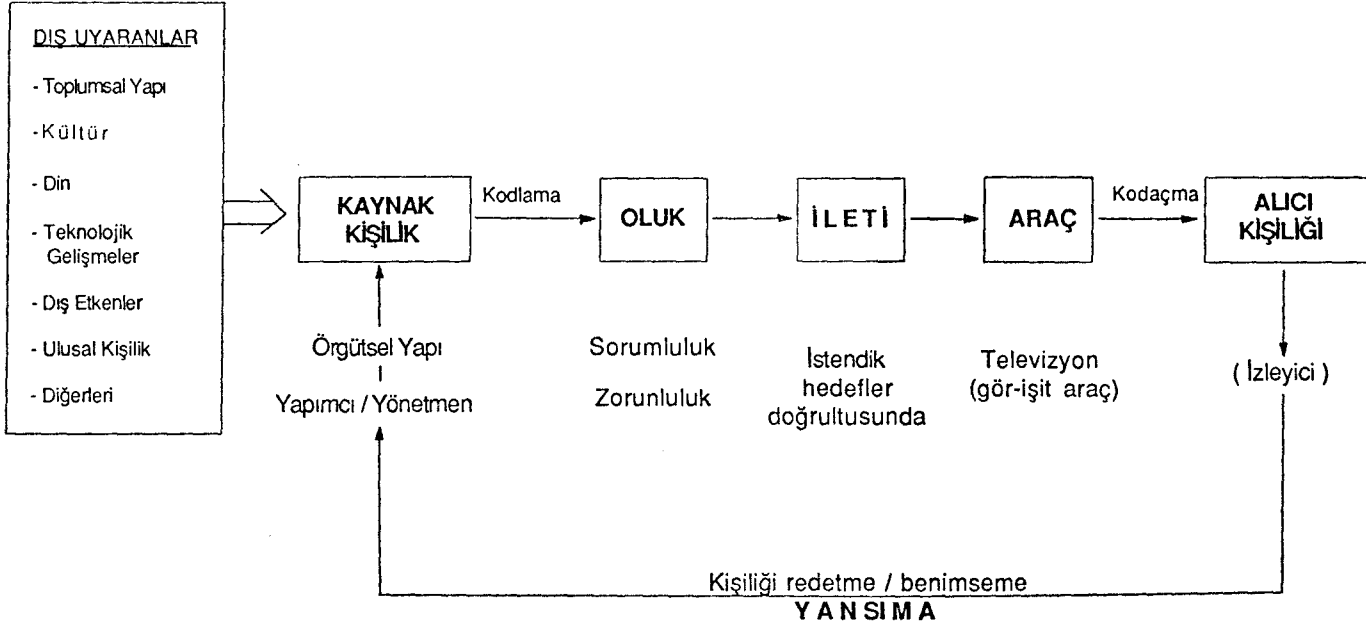 DIŞ UYARANLAR
- Toplumsal Yapı
- Kültür
- Din
- Teknolojik
Gelişmeler
- Dış Etkenler
- Ulusal Kişilik
- Diğerleri
KAYNAK
KİŞİLİK
Kodlama
OLUK
İLETİ
ARAÇ
Kodaçma
ALICI
KİŞİLİĞİ
Örgütsel Yapı
Yapımcı / Yönetmen
Sorumluluk
Zorunluluk
İstendik
hedefler
doğrultusunda
Televizyon
(gör-işit araç)
( İzleyici )
Kişiliği redetme / benimseme
YANSIMA